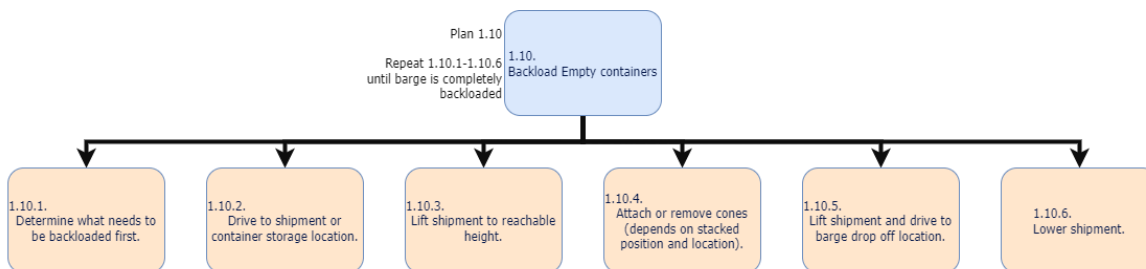 Plan 1.10
Repeat 1.10.1-1.10.6
until barge is completely
backloaded
1.10.
Backload Empty containers
1.10.1.
Determine what needs to
be backloaded first.
1.10.2.
Drive to shipment or
container storage location.
1.10.3.
Lift shipment to reachable
height.
1.10.4.
Attach or remove cones
(depends on stacked
position and location).
1.10.5.
Lift shipment and drive to
barge drop off location.
1.10.6.
Lower shipment.